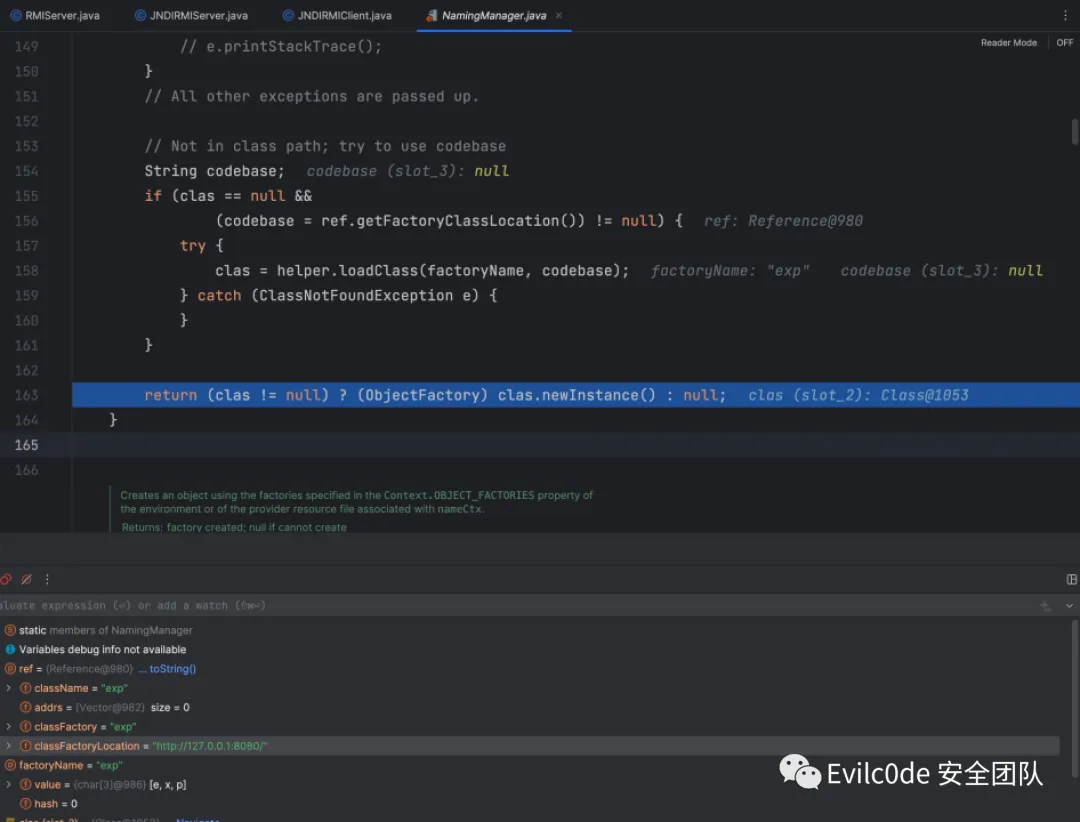 RMIServer.java JNDIRMIServer.java JNDIRMIClient.java NamingManager.java
Reader Mode OFF
149 // e.printStackTrace();
150 }
151 // All other exceptions are passed up.
152
153 // Not in class path; try to use codebase
154 String codebase; codebase (slot_3): null
155 if (clas == null &&
156 (codebase = ref.getFactoryClassLocation()) != null) { ref: Reference@980
157 try {
158 clas = helper.loadClass(factoryName, codebase); factoryName: "exp" codebase (slot_3): null
159 } catch (ClassNotFoundException e) {
160 }
161 }
162
163 return (clas != null) ? (ObjectFactory) clas.newInstance() : null; clas (slot_2): Class@1053
164 }
165
166
Creates an object using the factories specified in the Context.OBJECT_FACTORIES property of
the environment or of the provider resource file associated with nameCtx.
Returns: factory created; null if cannot create
expression (⏎) or add a watch (⇧⌘⏎)
static members of NamingManager
Variables debug info not available
ref = {Reference@980} ... toString()
className = "exp"
addrs = {Vector@982} size = 0
classFactory = "exp"
classFactoryLocation = "http://127.0.0.1:8080/"
factoryName = "exp"
value = {char[3]@986} [e, x, p]
hash = 0
Evilc0de 安全团队